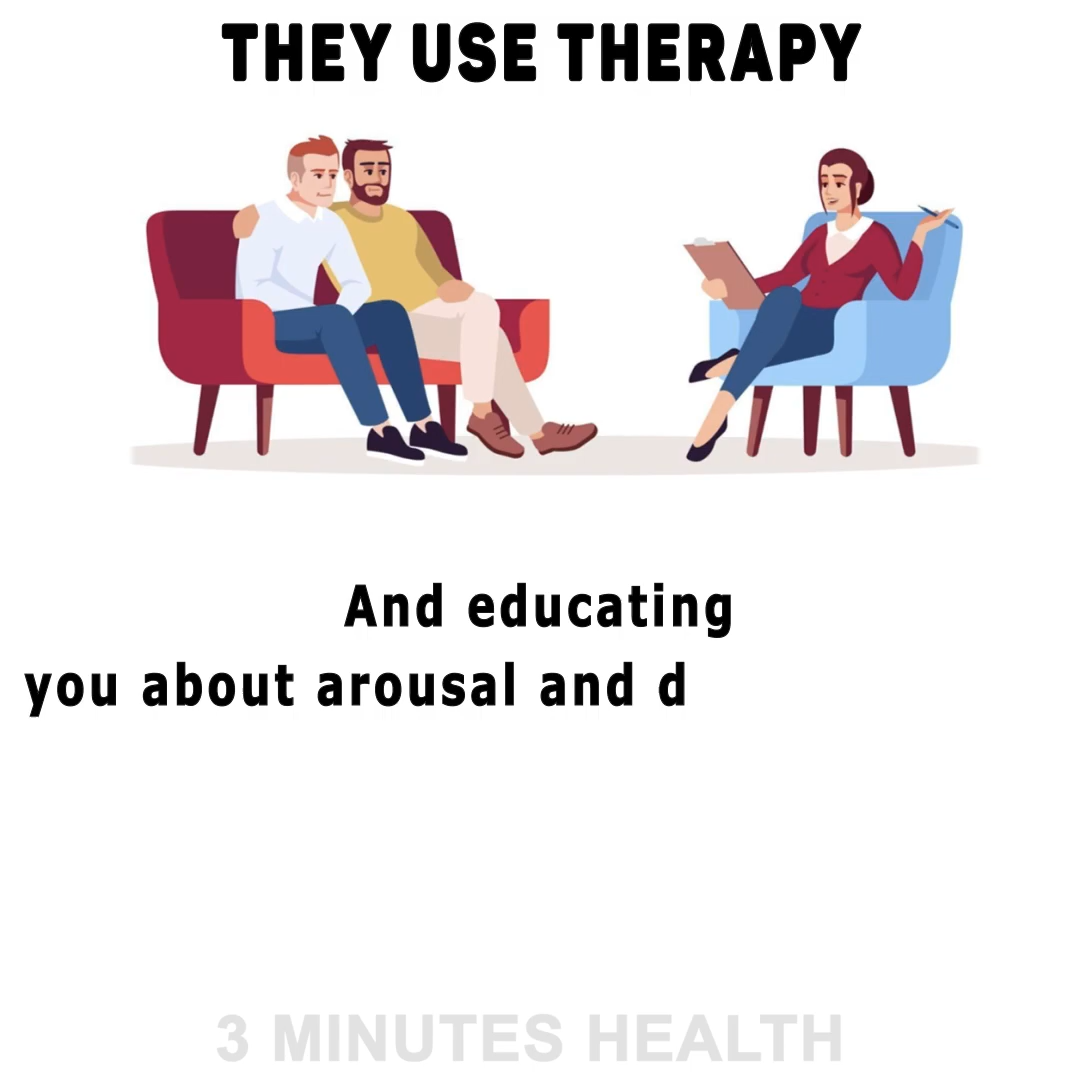 THEY USE THERAPY
And educating
you about arousal and d
3 MINUTES HEALTH